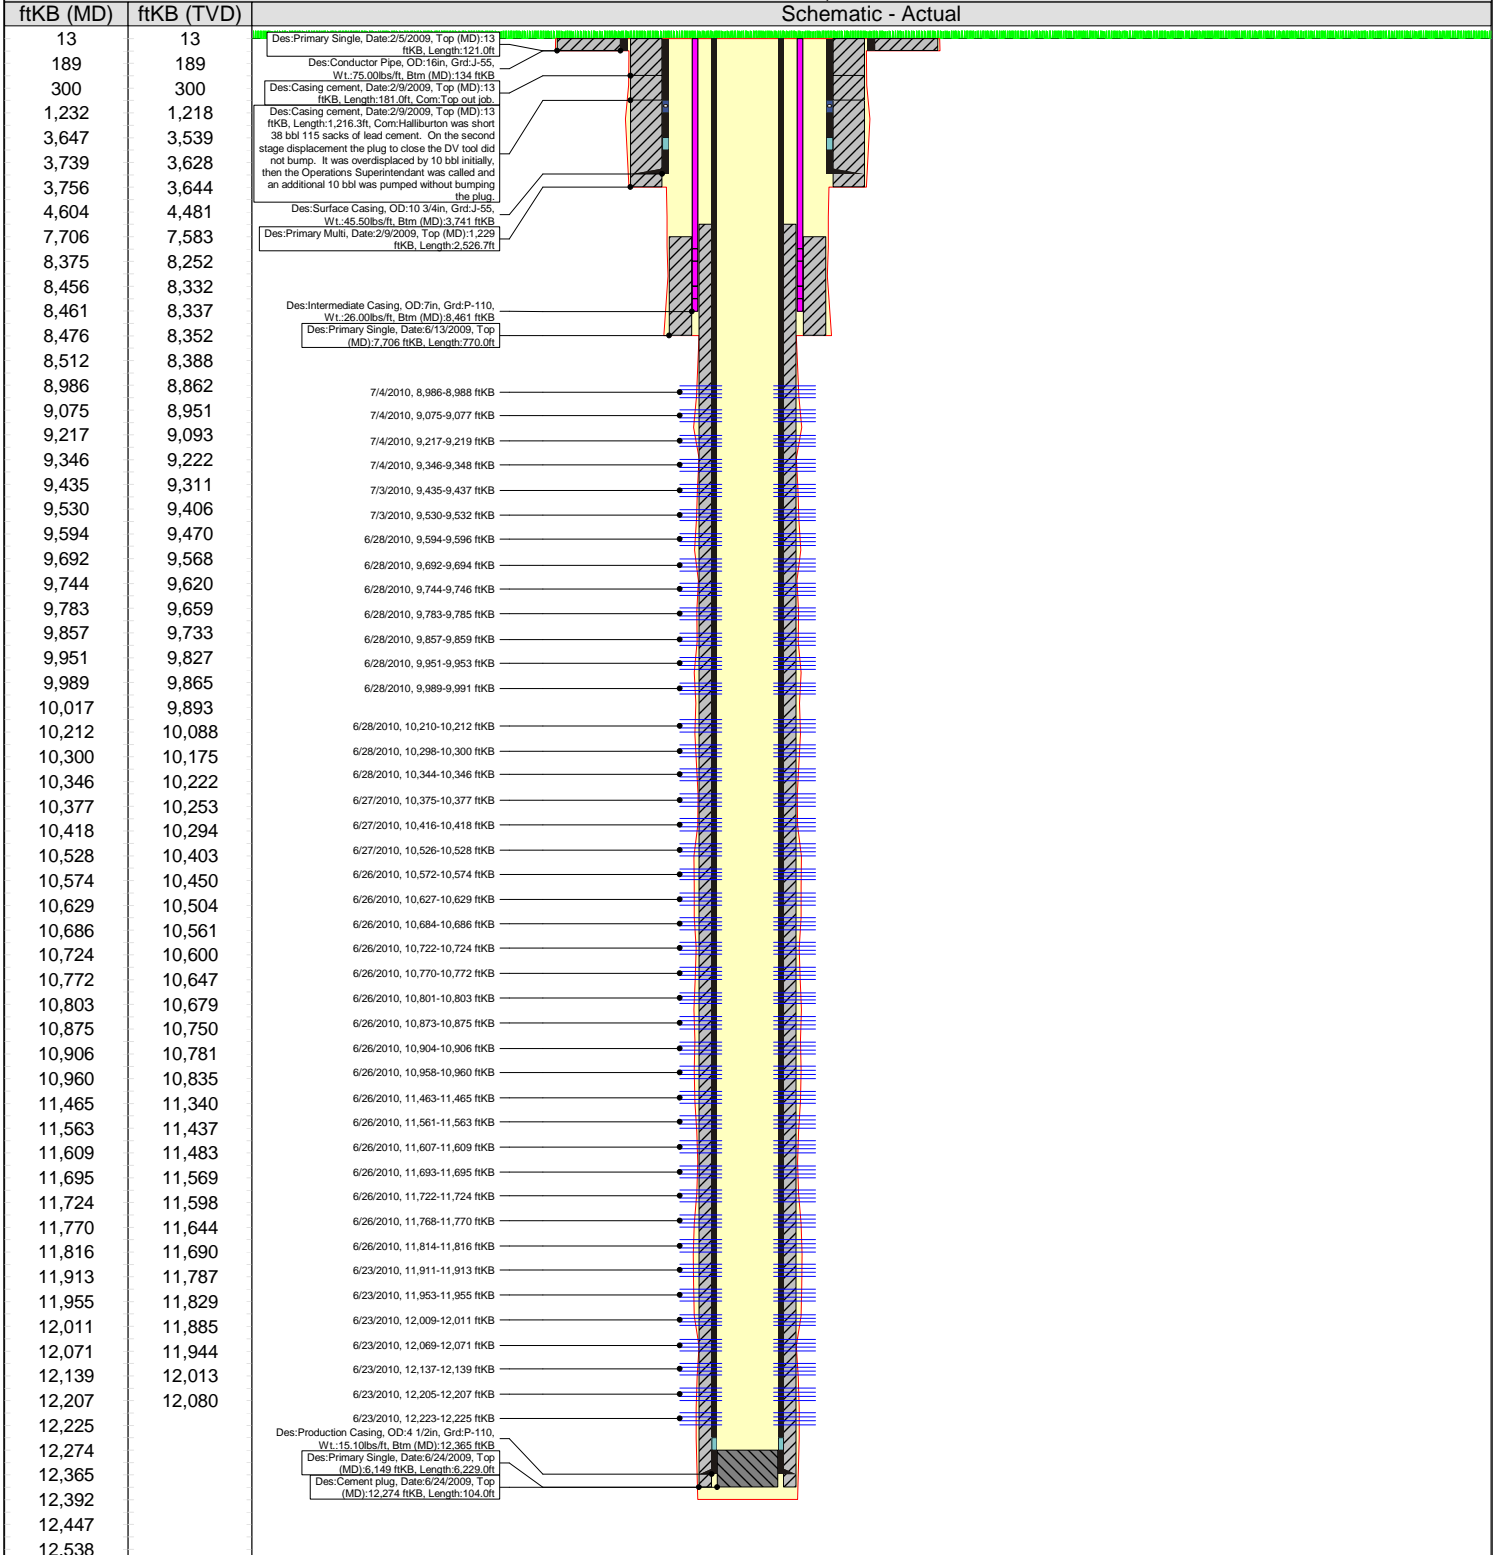 ftKB (MD) ftKB (TVD) Schematic - Actual
13 13
189 189
300 300
1,232 1,218
3,647 3,539
3,739 3,628
3,756 3,644
4,604 4,481
7,706 7,583
8,375 8,252
8,456 8,332
8,461 8,337
8,476 8,352
8,512 8,388
8,986 8,862
9,075 8,951
9,217 9,093
9,346 9,222
9,435 9,311
9,530 9,406
9,594 9,470
9,692 9,568
9,744 9,620
9,783 9,659
9,857 9,733
9,951 9,827
9,989 9,865
10,017 9,893
10,212 10,088
10,300 10,175
10,346 10,222
10,377 10,253
10,418 10,294
10,528 10,403
10,574 10,450
10,629 10,504
10,686 10,561
10,724 10,600
10,772 10,647
10,803 10,679
10,875 10,750
10,906 10,781
10,960 10,835
11,465 11,340
11,563 11,437
11,609 11,483
11,695 11,569
11,724 11,598
11,770 11,644
11,816 11,690
11,913 11,787
11,955 11,829
12,011 11,885
12,071 11,944
12,139 12,013
12,207 12,080
12,225
12,274
12,365
12,392
12,447
12,538
Des:Primary Single, Date:2/5/2009, Top (MD):13
ftKB, Length:121.0ft
Des:Conductor Pipe, OD:16in, Grd:J-55,
Wt.:75.00lbs/ft, Btm (MD):134 ftKB
Des:Casing cement, Date:2/9/2009, Top (MD):13
ftKB, Length:181.0ft, Com:Top out job.
Des:Casing cement, Date:2/9/2009, Top (MD):13
ftKB, Length:1,216.3ft, Com:Halliburton was short
38 bbl 115 sacks of lead cement. On the second
stage displacement the plug to close the DV tool did
not bump. It was overdisplaced by 10 bbl initially,
then the Operations Superintendant was called and
an additional 10 bbl was pumped without bumping
the plug.
Des:Surface Casing, OD:10 3/4in, Grd:J-55,
Wt.:45.50lbs/ft, Btm (MD):3,741 ftKB
Des:Primary Multi, Date:2/9/2009, Top (MD):1,229
ftKB, Length:2,526.7ft
Des:Intermediate Casing, OD:7in, Grd:P-110,
Wt.:26.00lbs/ft, Btm (MD):8,461 ftKB
Des:Primary Single, Date:6/13/2009, Top
(MD):7,706 ftKB, Length:770.0ft
7/4/2010, 8,986-8,988 ftKB
7/4/2010, 9,075-9,077 ftKB
7/4/2010, 9,217-9,219 ftKB
7/4/2010, 9,346-9,348 ftKB
7/3/2010, 9,435-9,437 ftKB
7/3/2010, 9,530-9,532 ftKB
6/28/2010, 9,594-9,596 ftKB
6/28/2010, 9,692-9,694 ftKB
6/28/2010, 9,744-9,746 ftKB
6/28/2010, 9,783-9,785 ftKB
6/28/2010, 9,857-9,859 ftKB
6/28/2010, 9,951-9,953 ftKB
6/28/2010, 9,989-9,991 ftKB
6/28/2010, 10,210-10,212 ftKB
6/28/2010, 10,298-10,300 ftKB
6/28/2010, 10,344-10,346 ftKB
6/27/2010, 10,375-10,377 ftKB
6/27/2010, 10,416-10,418 ftKB
6/27/2010, 10,526-10,528 ftKB
6/26/2010, 10,572-10,574 ftKB
6/26/2010, 10,627-10,629 ftKB
6/26/2010, 10,684-10,686 ftKB
6/26/2010, 10,722-10,724 ftKB
6/26/2010, 10,770-10,772 ftKB
6/26/2010, 10,801-10,803 ftKB
6/26/2010, 10,873-10,875 ftKB
6/26/2010, 10,904-10,906 ftKB
6/26/2010, 10,958-10,960 ftKB
6/26/2010, 11,463-11,465 ftKB
6/26/2010, 11,561-11,563 ftKB
6/26/2010, 11,607-11,609 ftKB
6/26/2010, 11,693-11,695 ftKB
6/26/2010, 11,722-11,724 ftKB
6/26/2010, 11,768-11,770 ftKB
6/26/2010, 11,814-11,816 ftKB
6/23/2010, 11,911-11,913 ftKB
6/23/2010, 11,953-11,955 ftKB
6/23/2010, 12,009-12,011 ftKB
6/23/2010, 12,069-12,071 ftKB
6/23/2010, 12,137-12,139 ftKB
6/23/2010, 12,205-12,207 ftKB
6/23/2010, 12,223-12,225 ftKB
Des:Production Casing, OD:4 1/2in, Grd:P-110,
Wt.:15.10lbs/ft, Btm (MD):12,365 ftKB
Des:Primary Single, Date:6/24/2009, Top
(MD):6,149 ftKB, Length:6,229.0ft
Des:Cement plug, Date:6/24/2009, Top
(MD):12,274 ftKB, Length:104.0ft